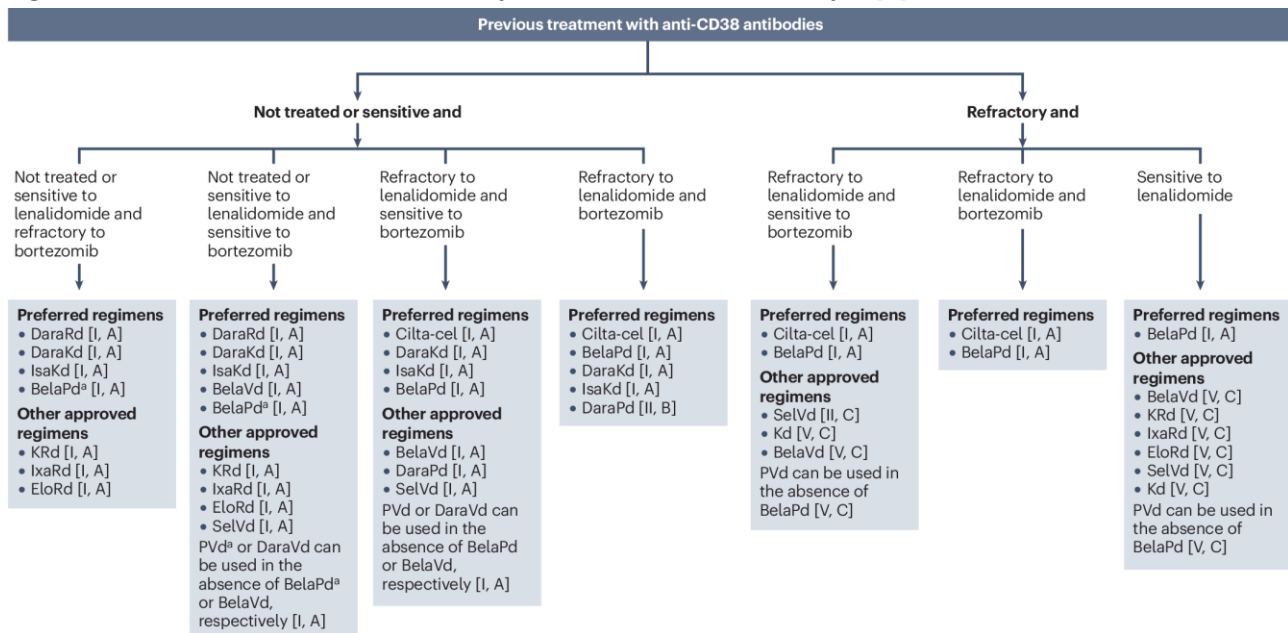 Previous treatment with anti-CD38 antibodies
Not treated or sensitive and
Refractory and
Not treated or
sensitive to
lenalidomide and
refractory to
bortezomib
Not treated or
sensitive to
lenalidomide and
sensitive to
bortezomib
Refractory to
lenalidomide and
sensitive to
bortezomib
Refractory to
lenalidomide and
bortezomib
Refractory to
lenalidomide and
sensitive to
bortezomib
Refractory to
lenalidomide and
bortezomib
Sensitive to
lenalidomide
Preferred regimens
• DaraRd [I, A]
• DaraKd [I, A]
• IsaKd [I, A]
• BelaPdᵃ [I, A]
Other approved
regimens
• KRd [I, A]
• IxaRd [I, A]
• EloRd [I, A]
Preferred regimens
• DaraRd [I, A]
• DaraKd [I, A]
• IsaKd [I, A]
• BelaVd [I, A]
• BelaPdᵃ [I, A]
Other approved
regimens
• KRd [I, A]
• IxaRd [I, A]
• EloRd [I, A]
• SelVd [I, A]
PVdᵃ or DaraVd can
be used in the
absence of BelaPdᵃ
or BelaVd,
respectively [I, A]
Preferred regimens
• Cilta-cel [I, A]
• DaraKd [I, A]
• IsaKd [I, A]
• BelaPd [I, A]
Other approved
regimens
• BelaVd [I, A]
• DaraPd [I, A]
• SelVd [I, A]
PVd or DaraVd can
be used in the
absence of BelaPd
or BelaVd,
respectively [I, A]
Preferred regimens
• Cilta-cel [I, A]
• BelaPd [I, A]
• DaraKd [I, A]
• IsaKd [I, A]
• DaraPd [II, B]
Preferred regimens
• Cilta-cel [I, A]
• BelaPd [I, A]
Other approved
regimens
• SelVd [II, C]
• Kd [V, C]
• BelaVd [V, C]
PVd can be used in
the absence of
BelaPd [V, C]
Preferred regimens
• Cilta-cel [I, A]
• BelaPd [I, A]
Preferred regimens
• BelaPd [I, A]
Other approved
regimens
• BelaVd [V, C]
• KRd [V, C]
• IxaRd [V, C]
• EloRd [V, C]
• SelVd [V, C]
• Kd [V, C]
PVd can be used in
the absence of
BelaPd [V, C]